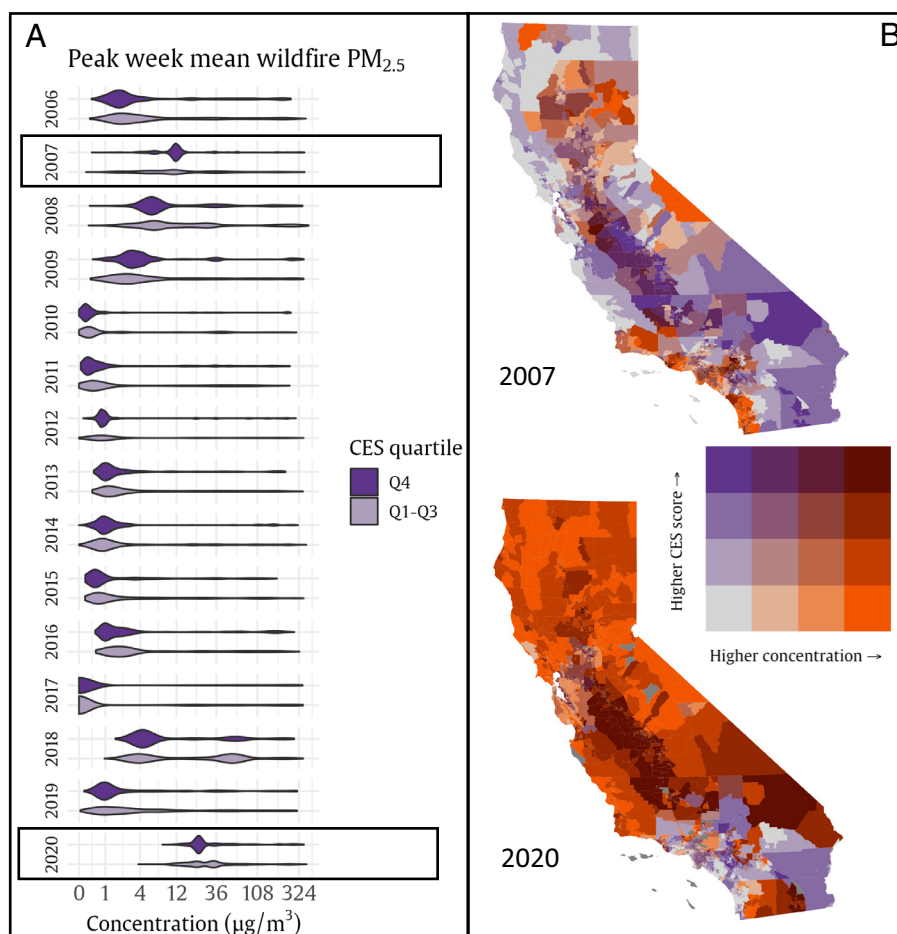 A
Peak week mean wildfire PM2.5
2006
2007
2008
2009
2010
2011
2012
2013
2014
2015
2016
2017
2018
2019
2020
0 1 4 12 36 108 324
Concentration (μg/m³)
CES quartile
Q4
Q1-Q3
B
2007
Higher CES score →
Higher concentration →
2020